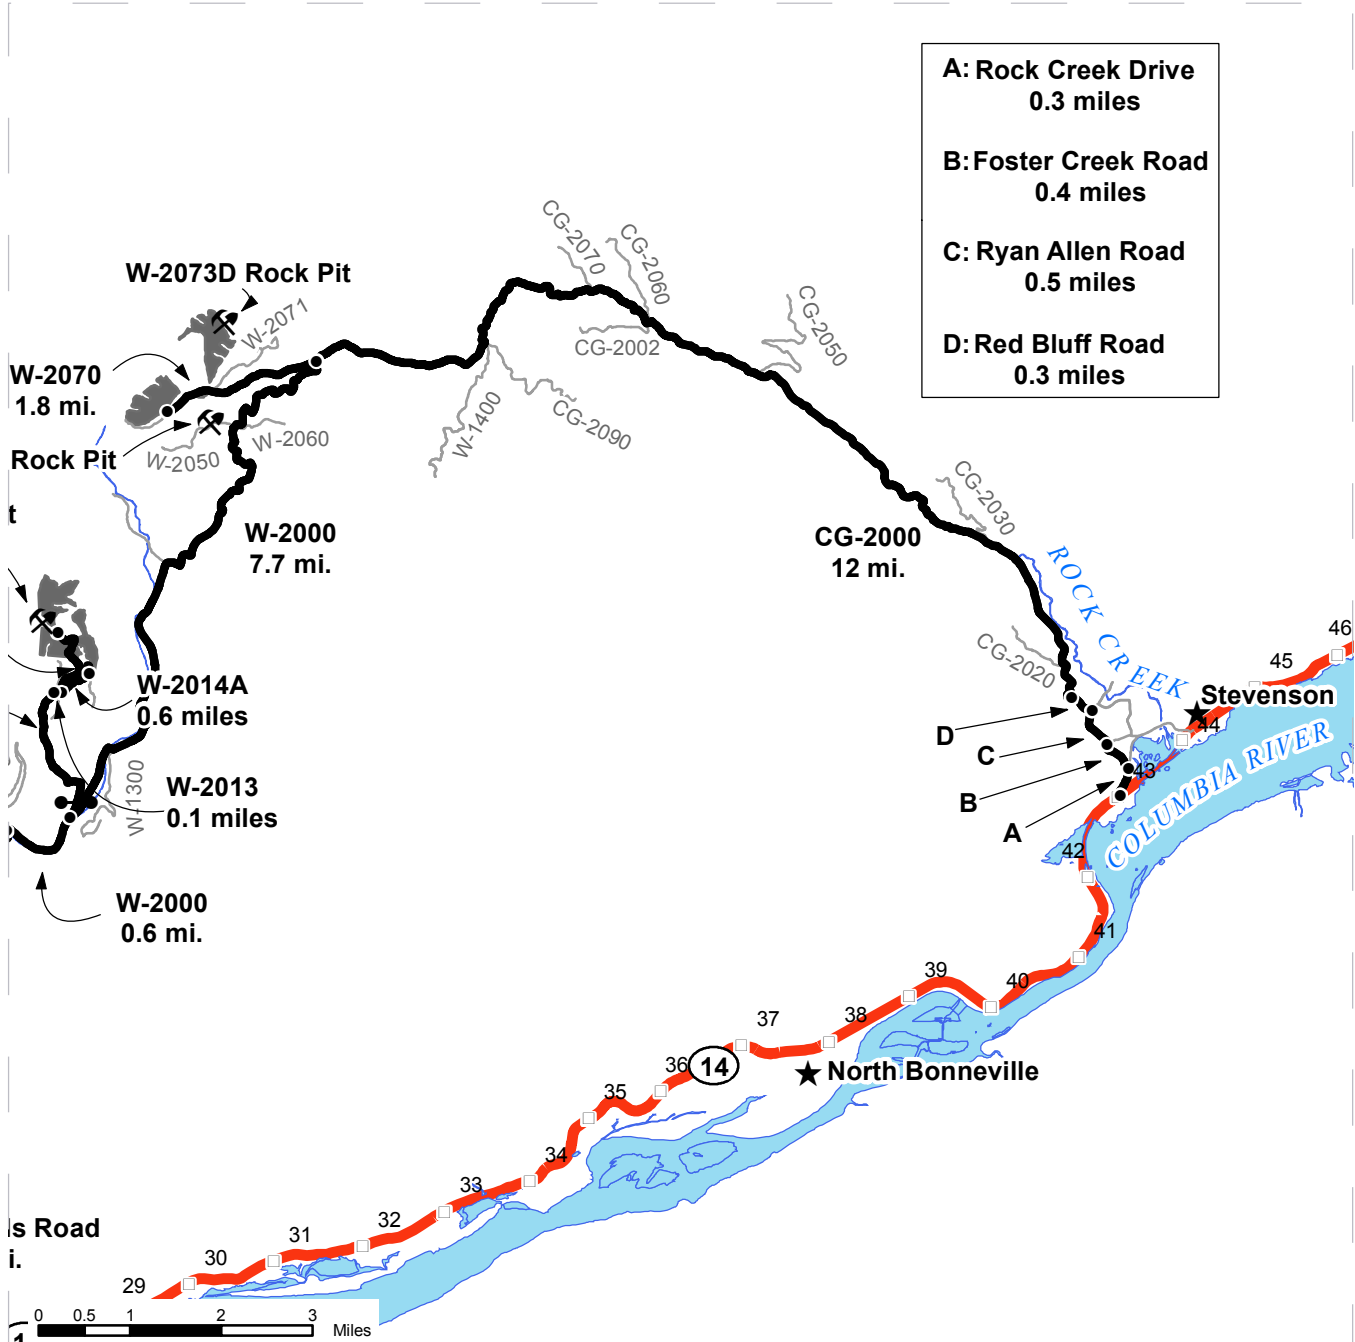 A: Rock Creek Drive
0.3 miles
B: Foster Creek Road
0.4 miles
C: Ryan Allen Road
0.5 miles
D: Red Bluff Road
0.3 miles
CG-2070
CG-2060
W-2073D Rock Pit
W-2071
CG-2002
CG-2050
W-2070
1.8 mi.
W-1400
CG-2090
W-2060
W-2050
Rock Pit
t
W-2000
7.7 mi.
CG-2030
CG-2000
12 mi.
ROCK CREEK
CG-2020
46
45
Stevenson
44
W-2014A
0.6 miles
D
C
B
A
43
COLUMBIA RIVER
W-2013
0.1 miles
W-1300
42
W-2000
0.6 mi.
41
40
39
38
37
36
14
North Bonneville
35
34
33
32
31
30
29
ls Road
i.
0 0.5 1 2 3
Miles
1